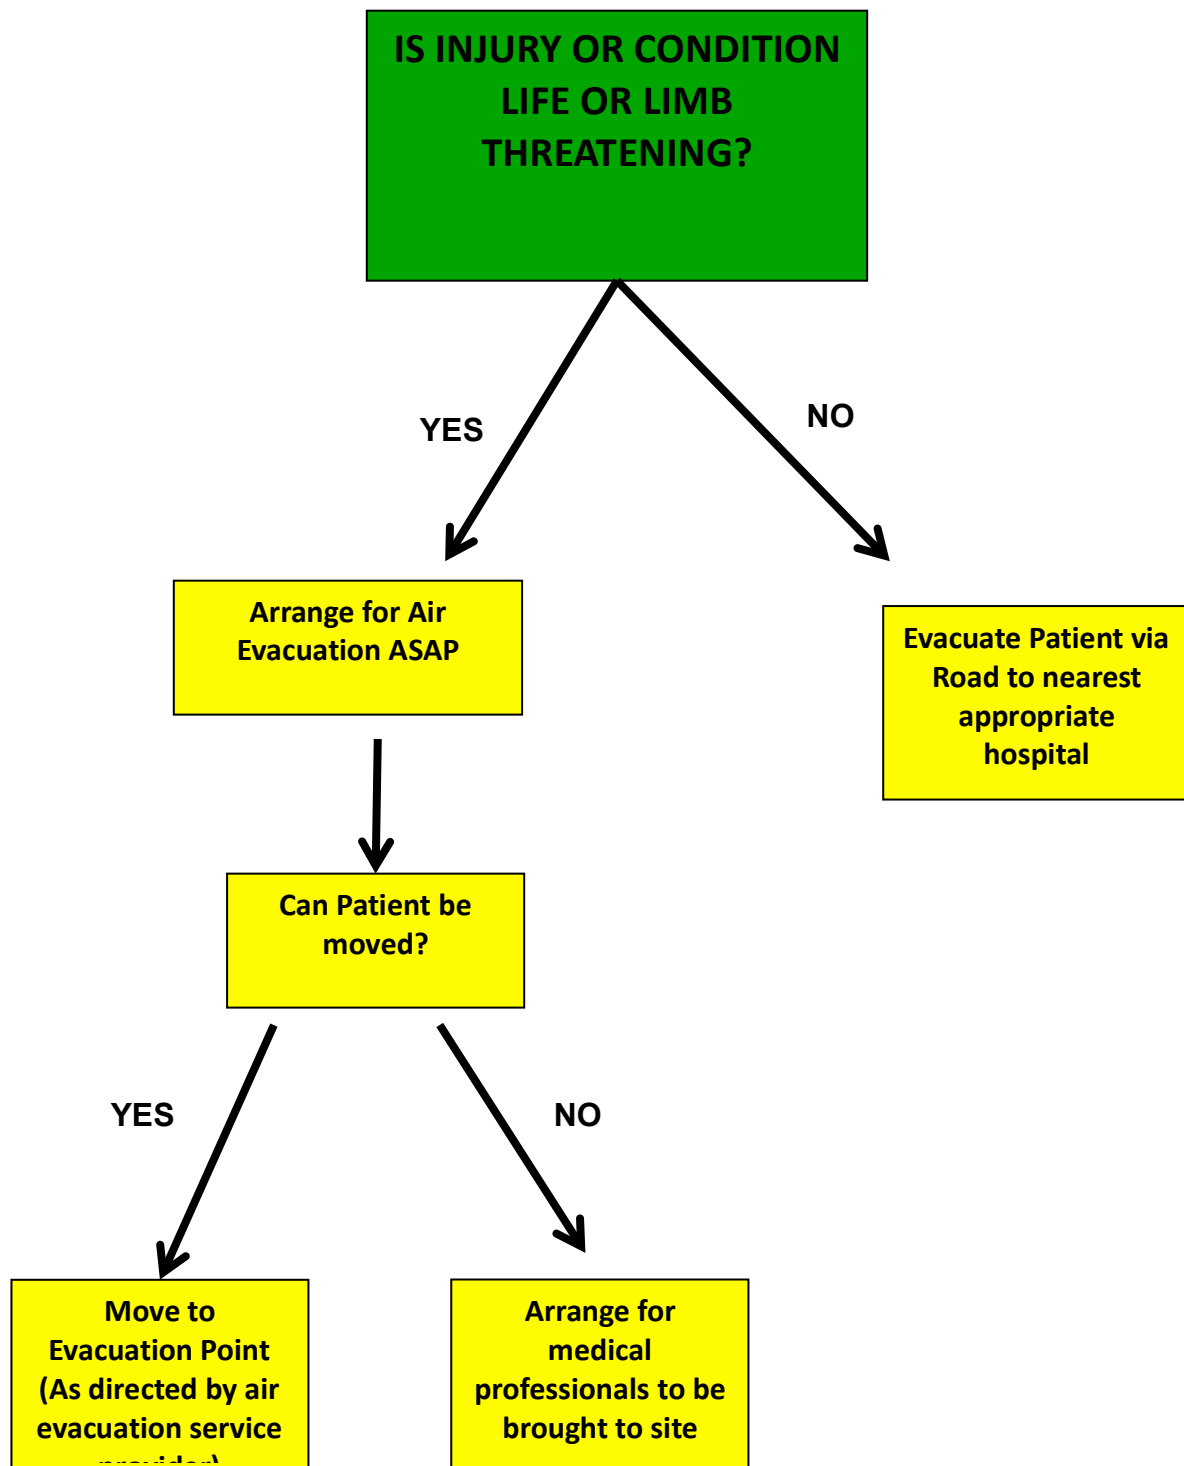 IS INJURY OR CONDITION
LIFE OR LIMB
THREATENING?
YES
NO
Arrange for Air
Evacuation ASAP
Evacuate Patient via
Road to nearest
appropriate
hospital
Can Patient be
moved?
YES
NO
Move to
Evacuation Point
(As directed by air
evacuation service
provider)
Arrange for
medical
professionals to be
brought to site